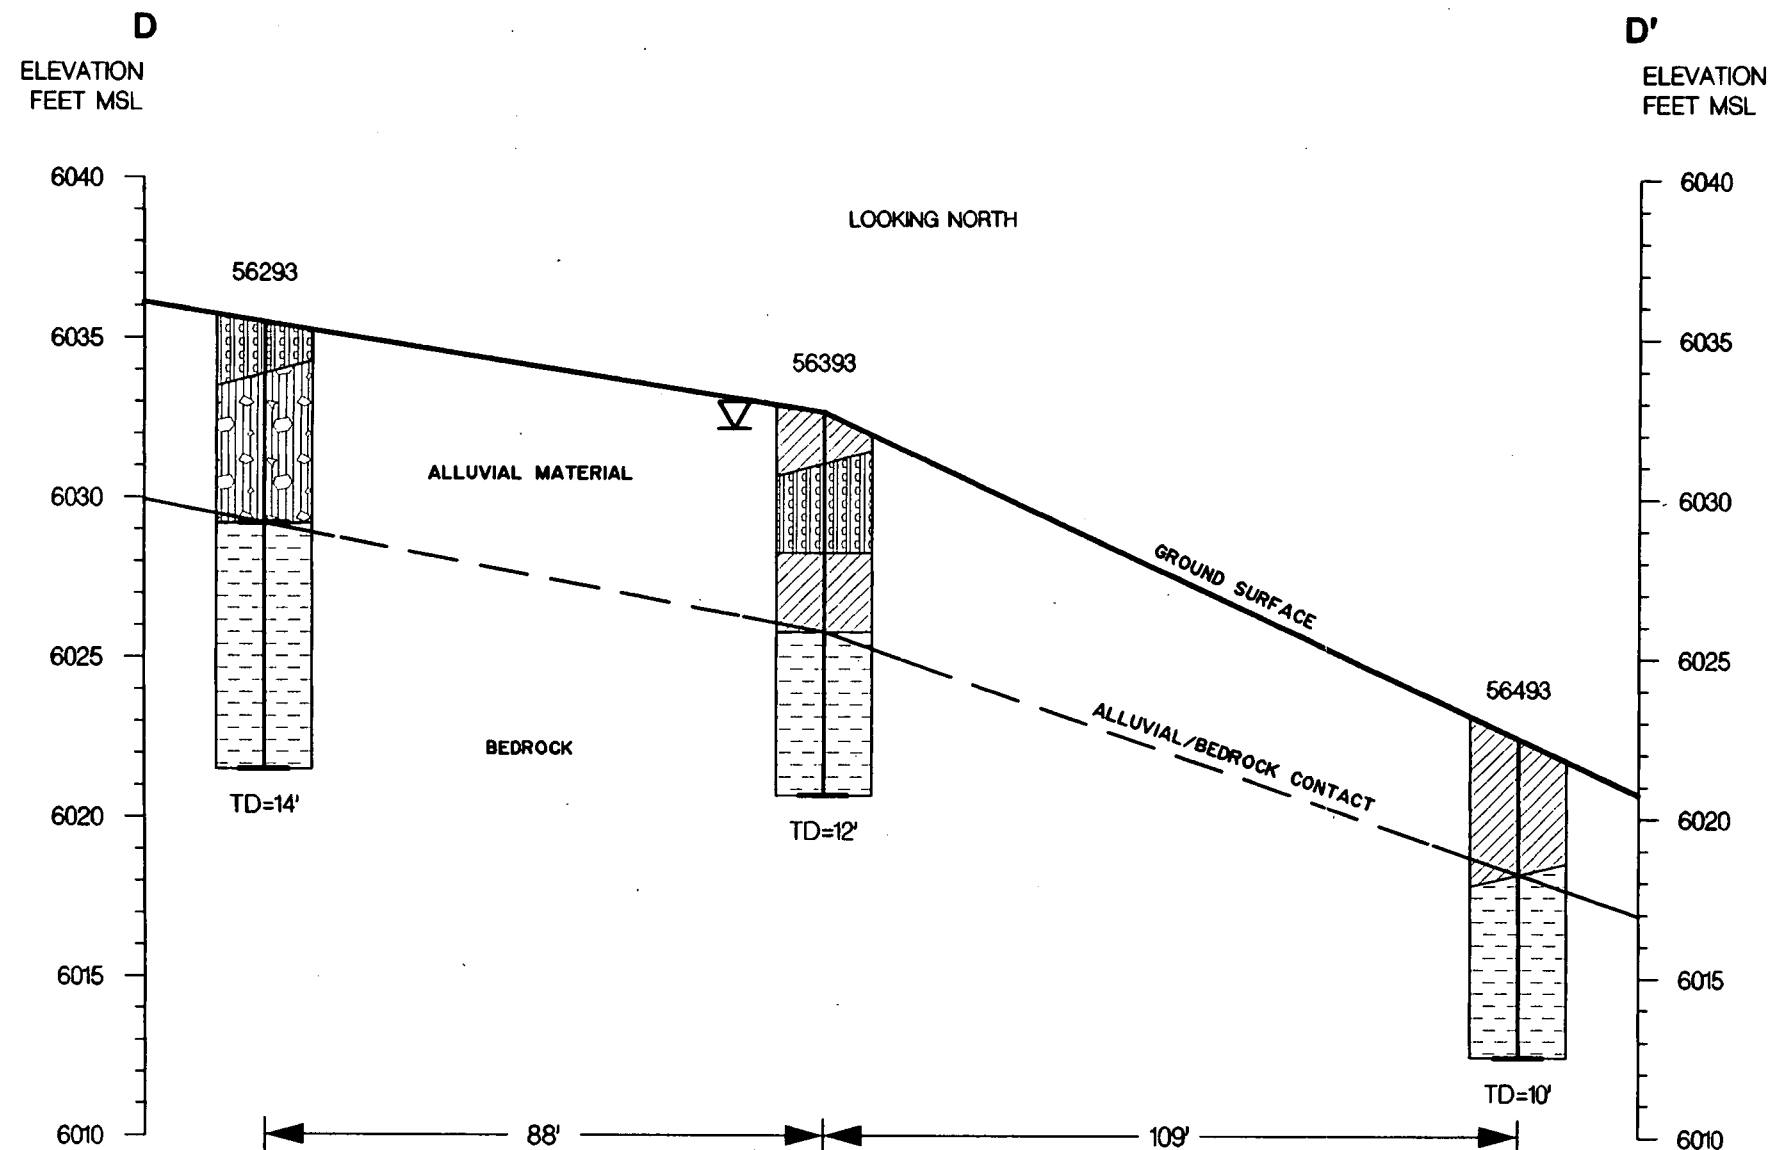 D
D'
ELEVATION
FEET MSL
ELEVATION
FEET MSL
6040
6040
LOOKING NORTH
56293
6035
6035
56393
ALLUVIAL MATERIAL
6030
6030
GROUND SURFACE
6025
6025
56493
ALLUVIAL/BEDROCK CONTACT
BEDROCK
TD=14'
6020
6020
TD=12'
6015
6015
TD=10'
6010
88'
109'
6010